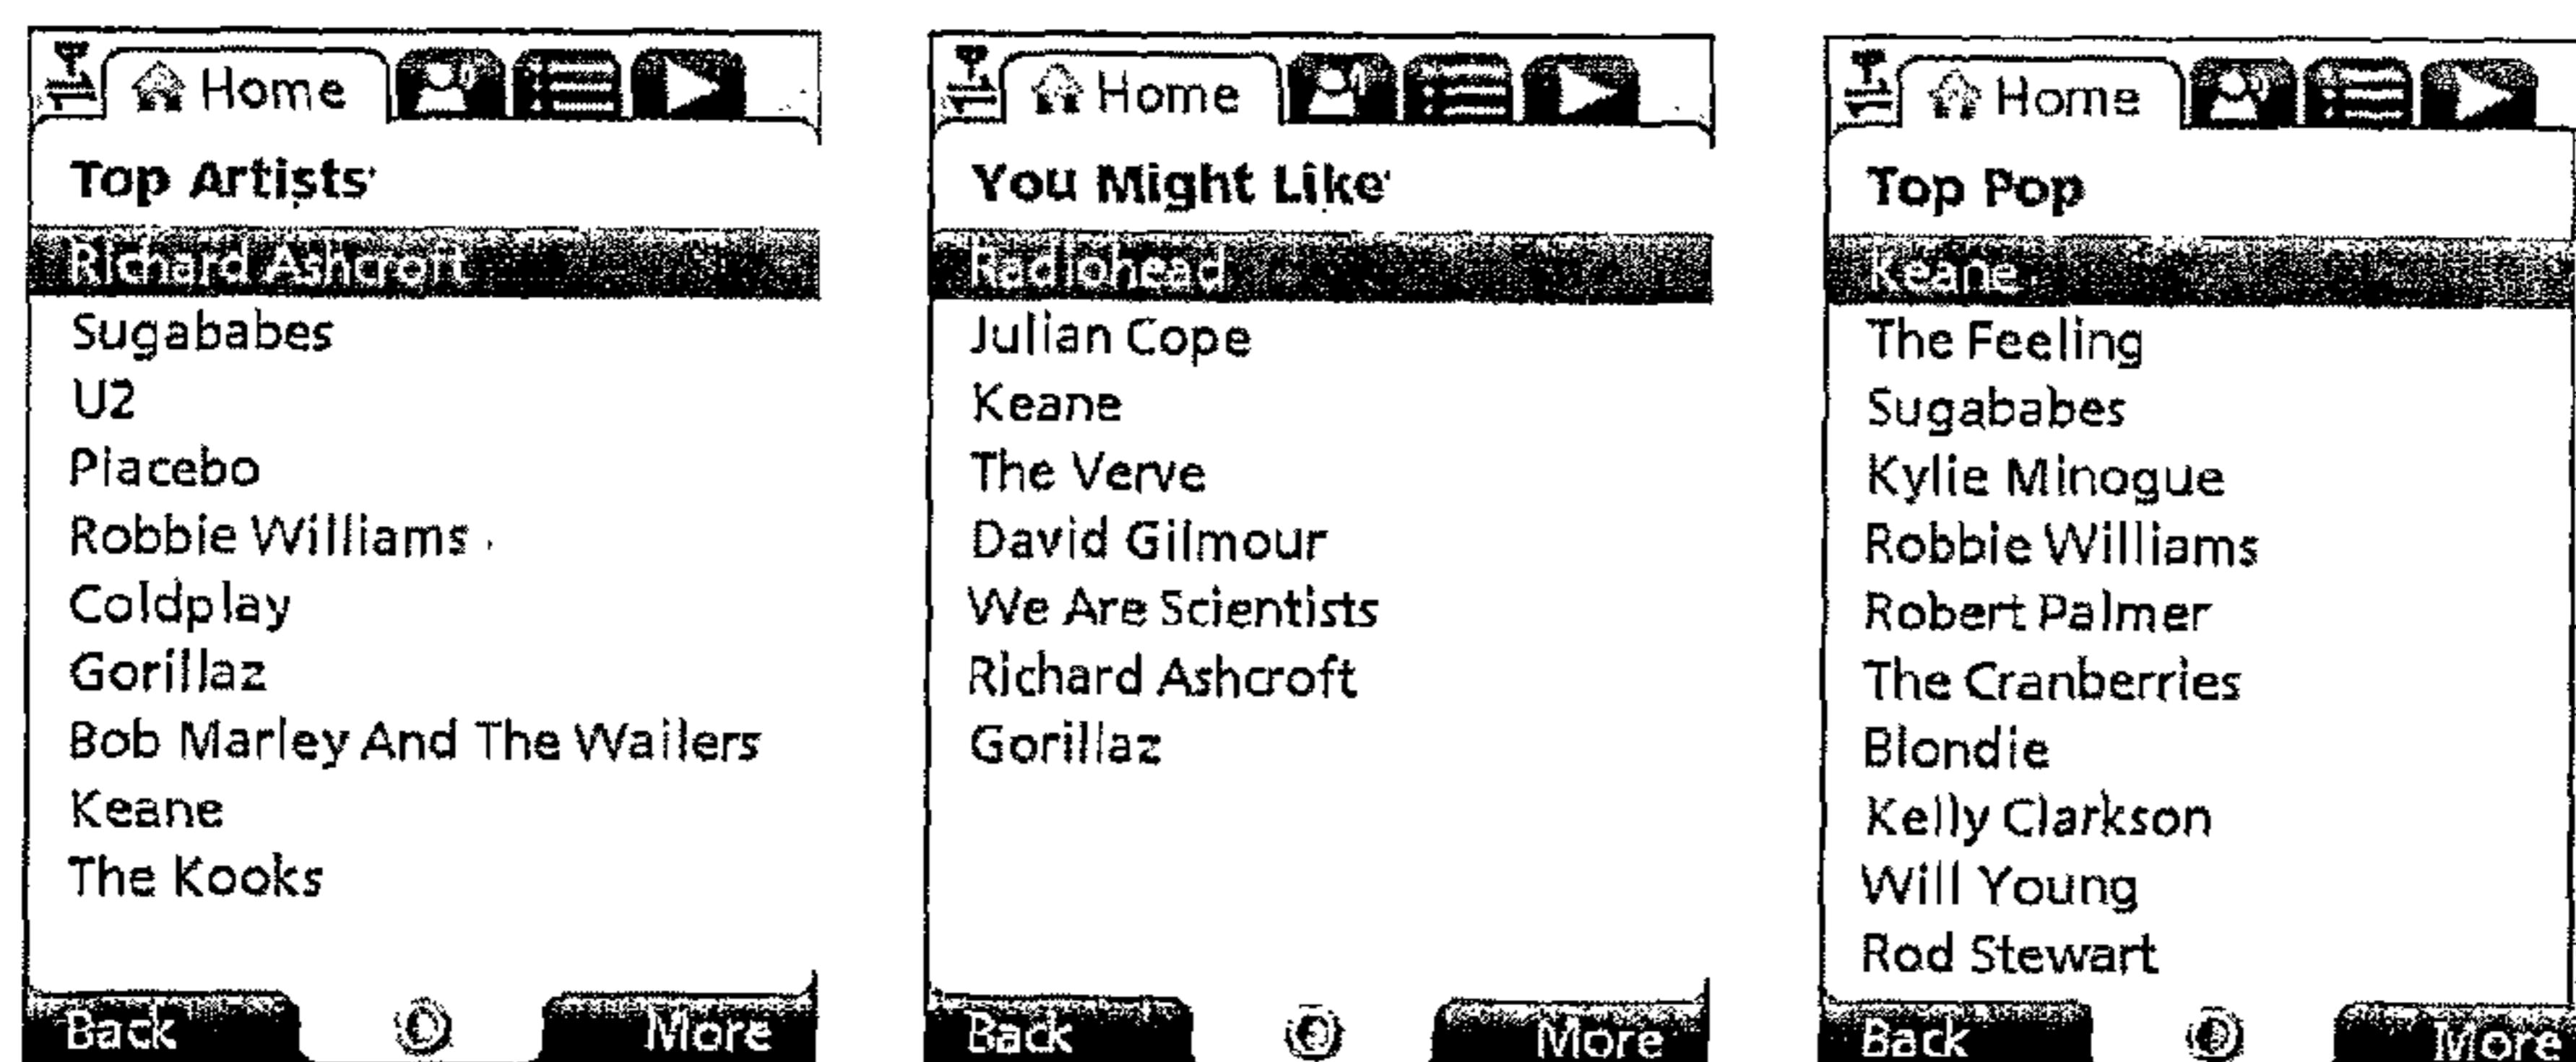 Home
Top Artists
Richard Ashcroft
Sugababes
U2
Placebo
Robbie Williams
Coldplay
Gorillaz
Bob Marley And The Wailers
Keane
The Kooks
Back
More
Home
You Might Like
Radiohead
Julian Cope
Keane
The Verve
David Gilmour
We Are Scientists
Richard Ashcroft
Gorillaz
Back
More
Home
Top Pop
Keane
The Feeling
Sugababes
Kylie Minogue
Robbie Williams
Robert Palmer
The Cranberries
Blondie
Kelly Clarkson
Will Young
Rod Stewart
Back
More